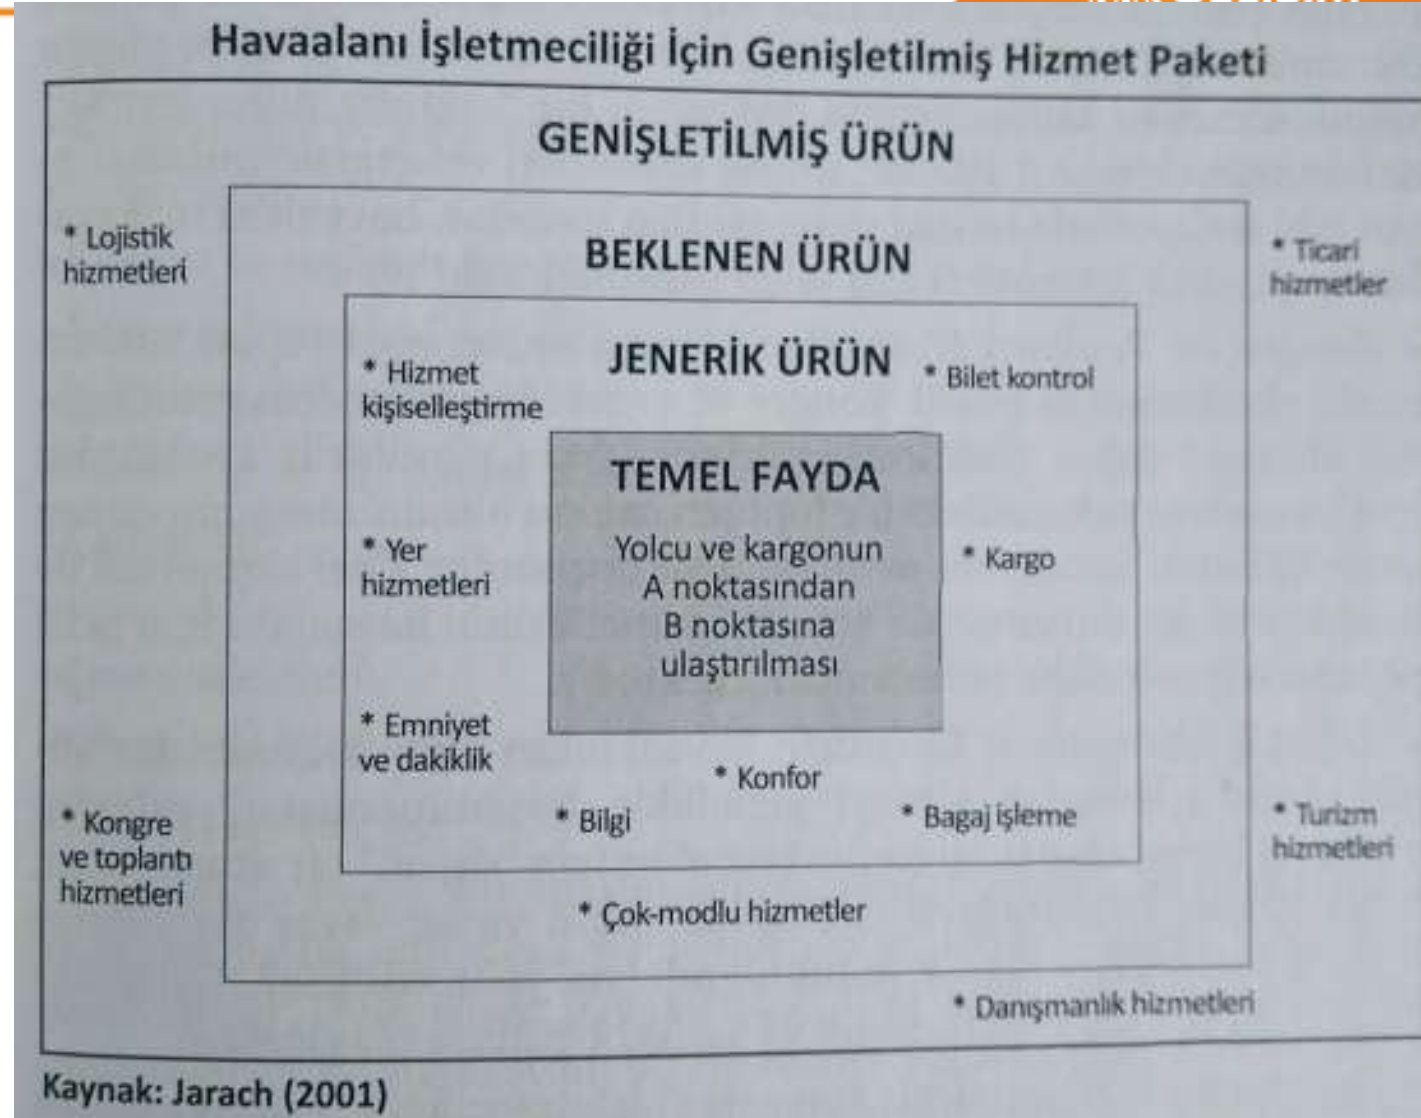 Havaalanı İşletmeciliği İçin Genişletilmiş Hizmet Paketi
GENİŞLETİLMİŞ ÜRÜN
* Lojistik
hizmetleri
* Ticari
hizmetler
BEKLENEN ÜRÜN
JENERİK ÜRÜN
* Hizmet
kişiselleştirme
* Bilet kontrol
TEMEL FAYDA
Yolcu ve kargonun
A noktasından
B noktasına
ulaştırılması
* Yer
hizmetleri
* Kargo
* Emniyet
ve dakiklik
* Konfor
* Bilgi
* Bagaj işleme
* Kongre
ve toplantı
hizmetleri
* Turizm
hizmetleri
* Çok-modlu hizmetler
* Danışmanlık hizmetleri
Kaynak: Jarach (2001)